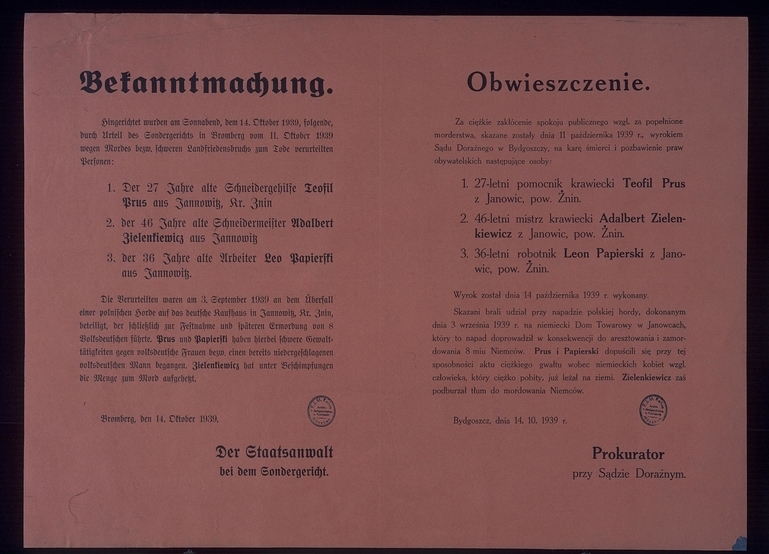 Bekanntmachung.
Hingerichtet wurden am Sonnabend, dem 14. Oktober 1939, folgende,
durch Urteil des Sondergerichts in Bromberg vom 11. Oktober 1939
wegen Mordes bezw. schweren Landfriedensbruchs zum Tode verurteilten
Personen:
1. Der 27 Jahre alte Schneidergehilfe Teofil
Prus aus Jannowitz, Kr. Znin
2. der 46 Jahre alte Schneidermeister Adalbert
Zielenkiewicz aus Jannowitz
3. der 36 Jahre alte Arbeiter Leo Papierski
aus Jannowitz.
Die Verurteilten waren am 3. September 1939 an dem Überfall
einer polnischen Horde auf das deutsche Kaufhaus in Jannowitz, Kr. Znin,
beteiligt, der schließlich zur Festnahme und späteren Ermordung von 8
Volksdeutschen führte. Prus und Papierski haben hierbei schwere Gewalt-
tätigkeiten gegen volksdeutsche Frauen bezw. einen bereits niedergeschlagenen
volksdeutschen Mann begangen. Zielenkiewicz hat unter Beschimpfungen
die Menge zum Mord aufgehetzt.
Bromberg, den 14. Oktober 1939.
Der Staatsanwalt
bei dem Sondergericht.
Obwieszczenie.
Za ciężkie zakłócenie spokoju publicznego wzgl. za popełnione
morderstwa, skazane zostały dnia 11 października 1939 r., wyrokiem
Sądu Doraźnego w Bydgoszczy, na karę śmierci i pozbawienie praw
obywatelskich następujące osoby:
1. 27-letni pomocnik krawiecki Teofil Prus
z Janowic, pow. Żnin.
2. 46-letni mistrz krawiecki Adalbert Zielen-
kiewicz z Janowic, pow. Żnin.
3. 36-letni robotnik Leon Papierski z Jano-
wic, pow. Żnin.
Wyrok został dnia 14 października 1939 r. wykonany.
Skazani brali udział przy napadzie polskiej hordy, dokonanym
dnia 3 września 1939 r. na niemiecki Dom Towarowy w Janowcach,
który to napad doprowadził w konsekwencji do aresztowania i zamor-
dowania 8 miu Niemców. Prus i Papierski dopuścili się przy tej
sposobności aktu ciężkiego gwałtu wobec niemieckich kobiet wzgl.
człowieka, który ciężko pobity, już leżał na ziemi. Zielenkiewicz zaś
podburzał tłum do mordowania Niemców.
Bydgoszcz, dnia 14. 10. 1939 r.
Prokurator
przy Sądzie Doraźnym.